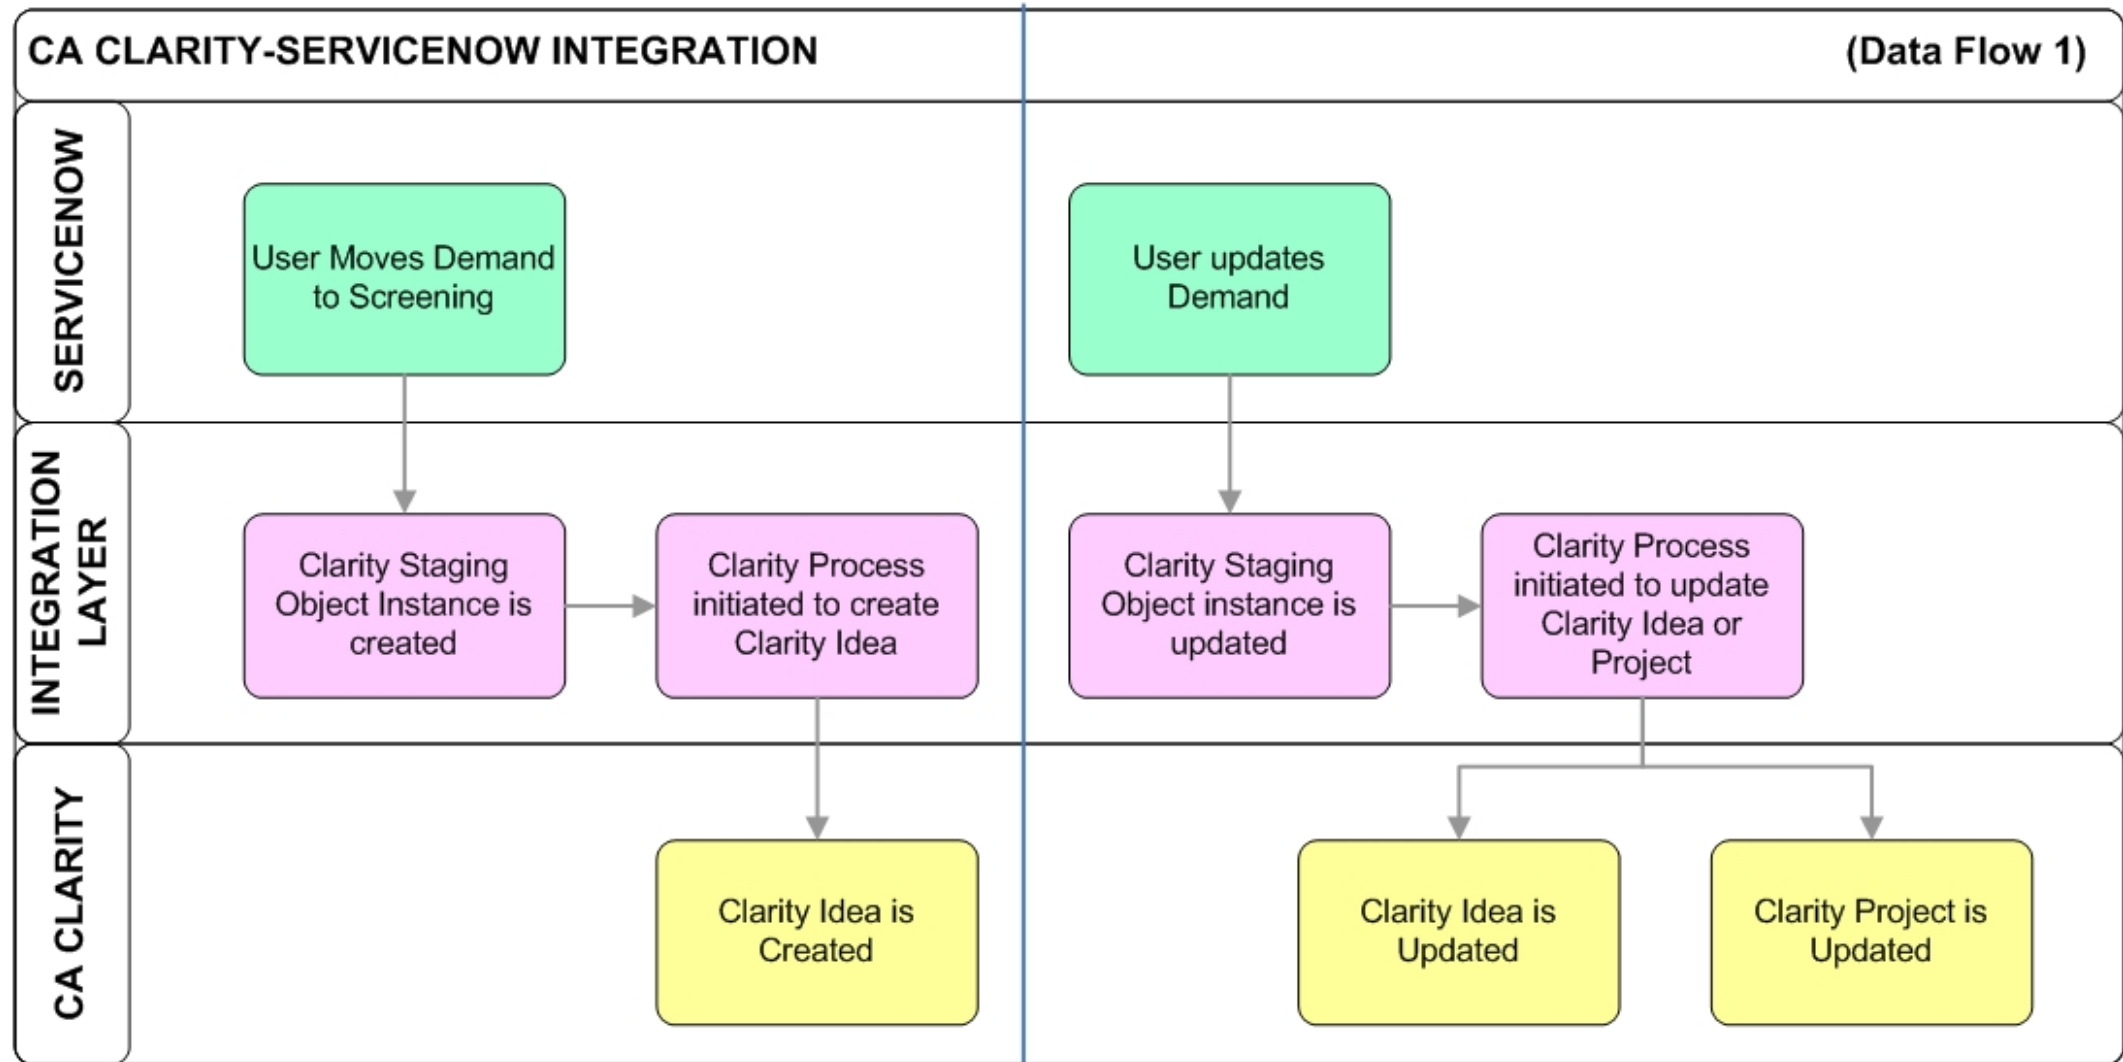 CA CLARITY-SERVICENOW INTEGRATION
(Data Flow 1)
SERVICENOW
User Moves Demand
to Screening
User updates
Demand
INTEGRATION
LAYER
Clarity Staging
Object Instance is
created
Clarity Process
initiated to create
Clarity Idea
Clarity Staging
Object instance is
updated
Clarity Process
initiated to update
Clarity Idea or
Project
CA CLARITY
Clarity Idea is
Created
Clarity Idea is
Updated
Clarity Project is
Updated